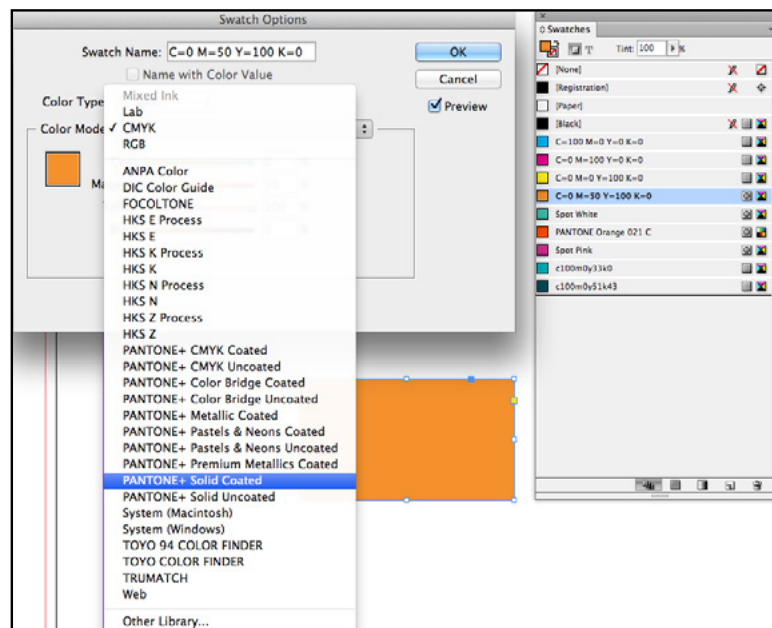 Swatch Options
Swatch Name: C=0 M=50 Y=100 K=0
Name with Color Value
Color Type
Color Mode ✓ CMYK
OK
Cancel
Preview
Mixed Ink
Lab
RGB
ANPA Color
DIC Color Guide
FOCOLTONE
HKS E Process
HKS E
HKS K Process
HKS K
HKS N Process
HKS N
HKS Z Process
HKS Z
PANTONE+ CMYK Coated
PANTONE+ CMYK Uncoated
PANTONE+ Color Bridge Coated
PANTONE+ Color Bridge Uncoated
PANTONE+ Metallic Coated
PANTONE+ Pastels & Neons Coated
PANTONE+ Pastels & Neons Uncoated
PANTONE+ Premium Metallics Coated
PANTONE+ Solid Coated
PANTONE+ Solid Uncoated
System (Macintosh)
System (Windows)
TOYO 94 COLOR FINDER
TOYO COLOR FINDER
TRUMATCH
Web
Other Library...
Swatches
T Tint: 100 %
[None]
[Registration]
[Paper]
[Black]
C=100 M=0 Y=0 K=0
C=0 M=100 Y=0 K=0
C=0 M=0 Y=100 K=0
C=0 M=50 Y=100 K=0
Spot White
PANTONE Orange 021 C
Spot Pink
c100m0y33k0
c100m0y51k43